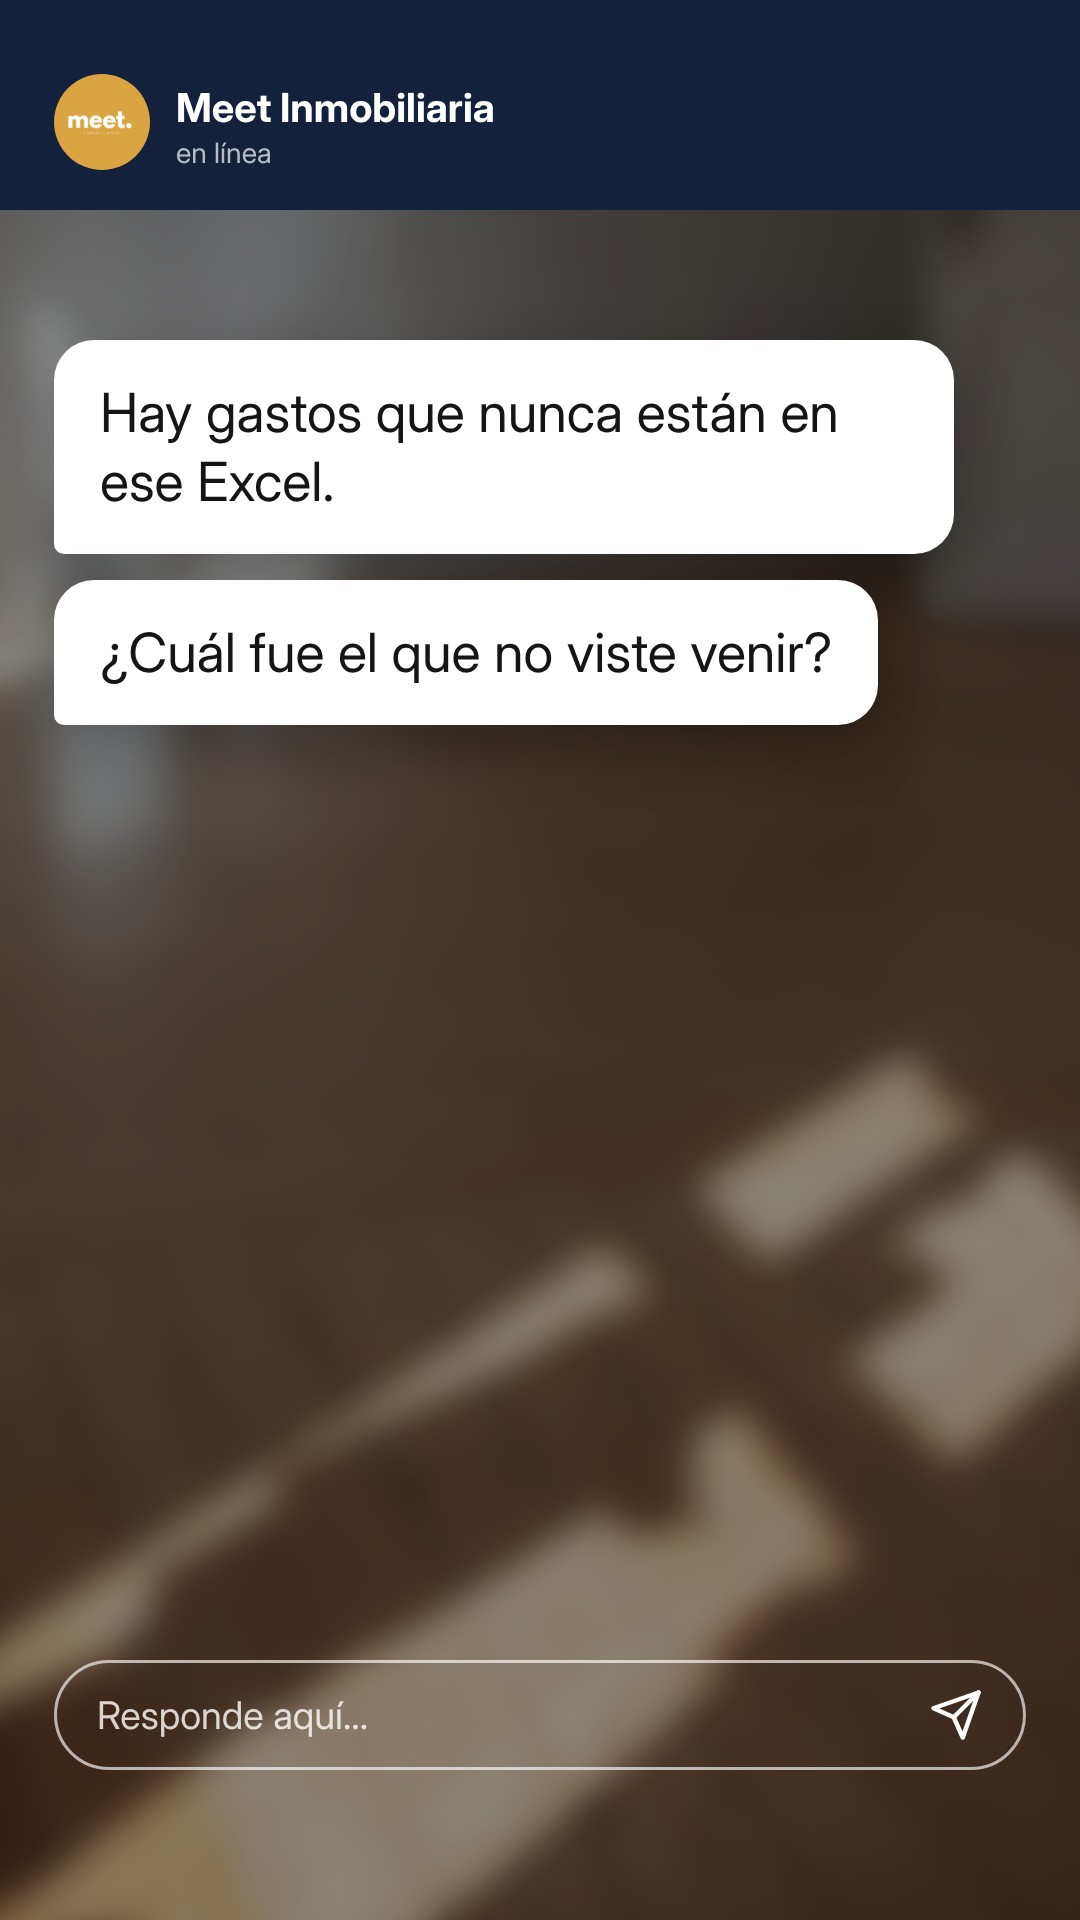 meet.
Meet Inmobiliaria
en línea
Hay gastos que nunca están en
ese Excel.
¿Cuál fue el que no viste venir?
Responde aquí...